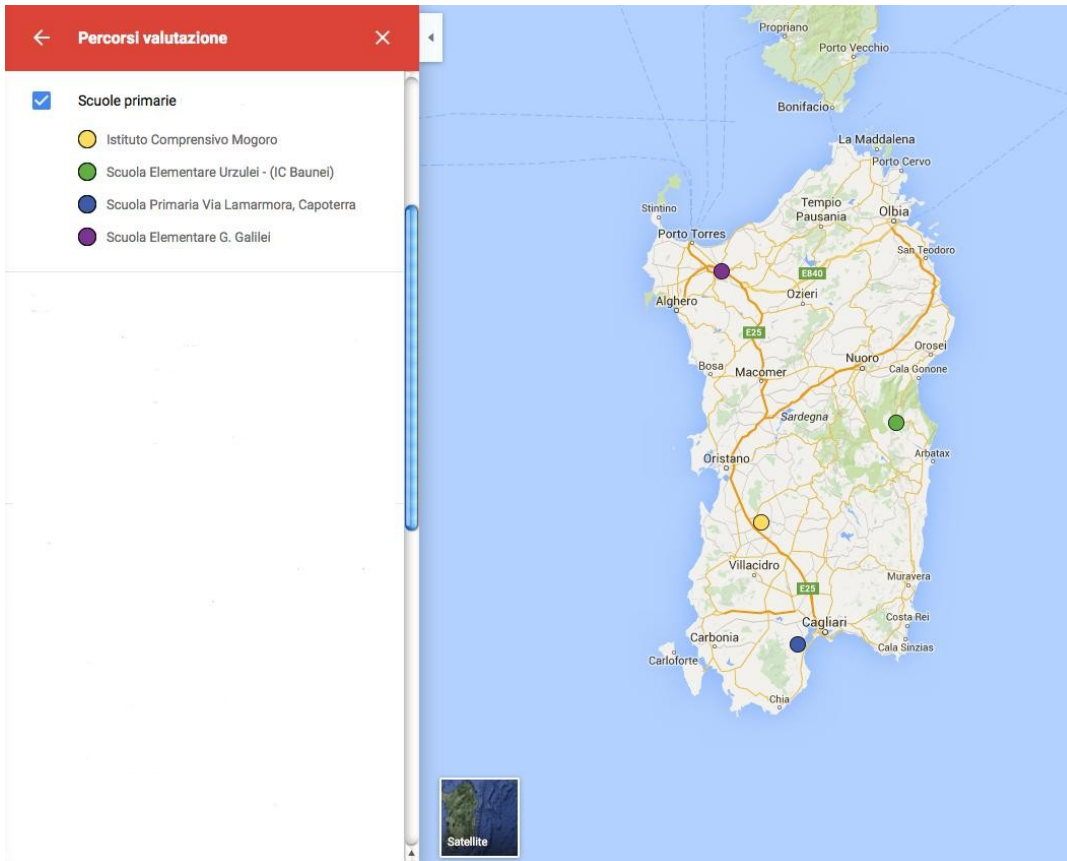 Percorsi valutazione
Scuole primarie
Istituto Comprensivo Mogoro
Scuola Elementare Urzulei - (IC Baunei)
Scuola Primaria Via Lamarmora, Capoterra
Scuola Elementare G. Galilei
Propriano
Porto Vecchio
Bonifacio
La Maddalena
Porto Cervo
Stintino
Tempio
Pausania
Olbia
Porto Torres
San Teodoro
E840
Alghero
Ozieri
E25
Orosei
Bosa
Nuoro
Cala Gonone
Macomer
Sardegna
Oristano
Arbatax
Villacidro
Muravera
E25
Costa Rei
Cagliari
Carbonia
Cala Sinzias
Carloforte
Chia
Satellite